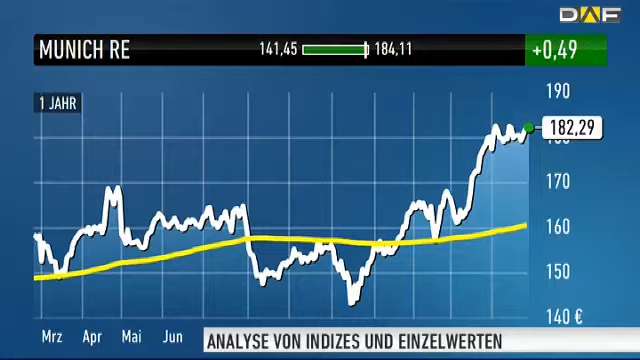 DAF
MUNICH RE 141,45 184,11 +0,49
1 JAHR
190
182,29
170
160
150
140 €
Mrz Apr Mai Jun
ANALYSE VON INDIZES UND EINZELWERTEN